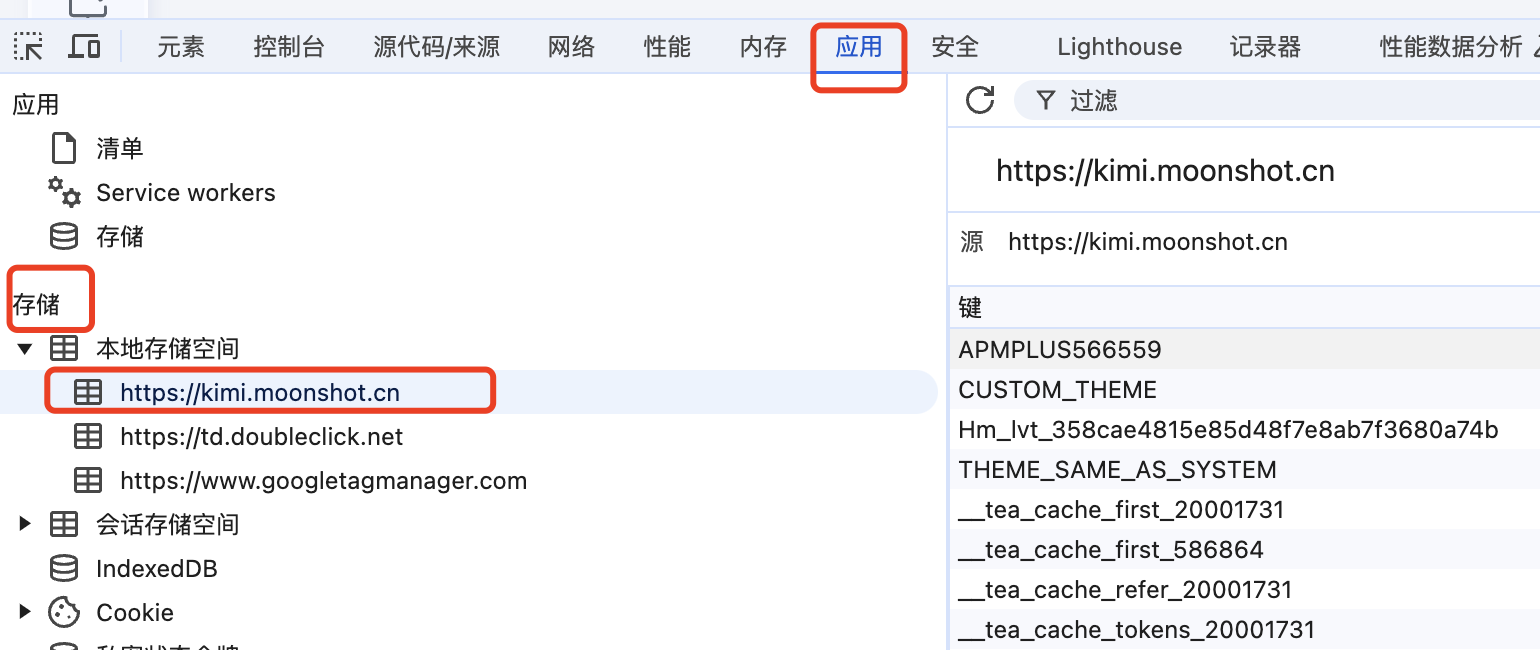 元素 控制台 源代码/来源 网络 性能 内存 应用 安全 Lighthouse 记录器 性能数据分析
应用
清单
Service workers
存储
存储
本地存储空间
https://kimi.moonshot.cn
https://td.doubleclick.net
https://www.googletagmanager.com
会话存储空间
IndexedDB
Cookie
过滤
https://kimi.moonshot.cn
源 https://kimi.moonshot.cn
键
APMPLUS566559
CUSTOM_THEME
Hm_lvt_358cae4815e85d48f7e8ab7f3680a74b
THEME_SAME_AS_SYSTEM
__tea_cache_first_20001731
__tea_cache_first_586864
__tea_cache_refer_20001731
__tea_cache_tokens_20001731